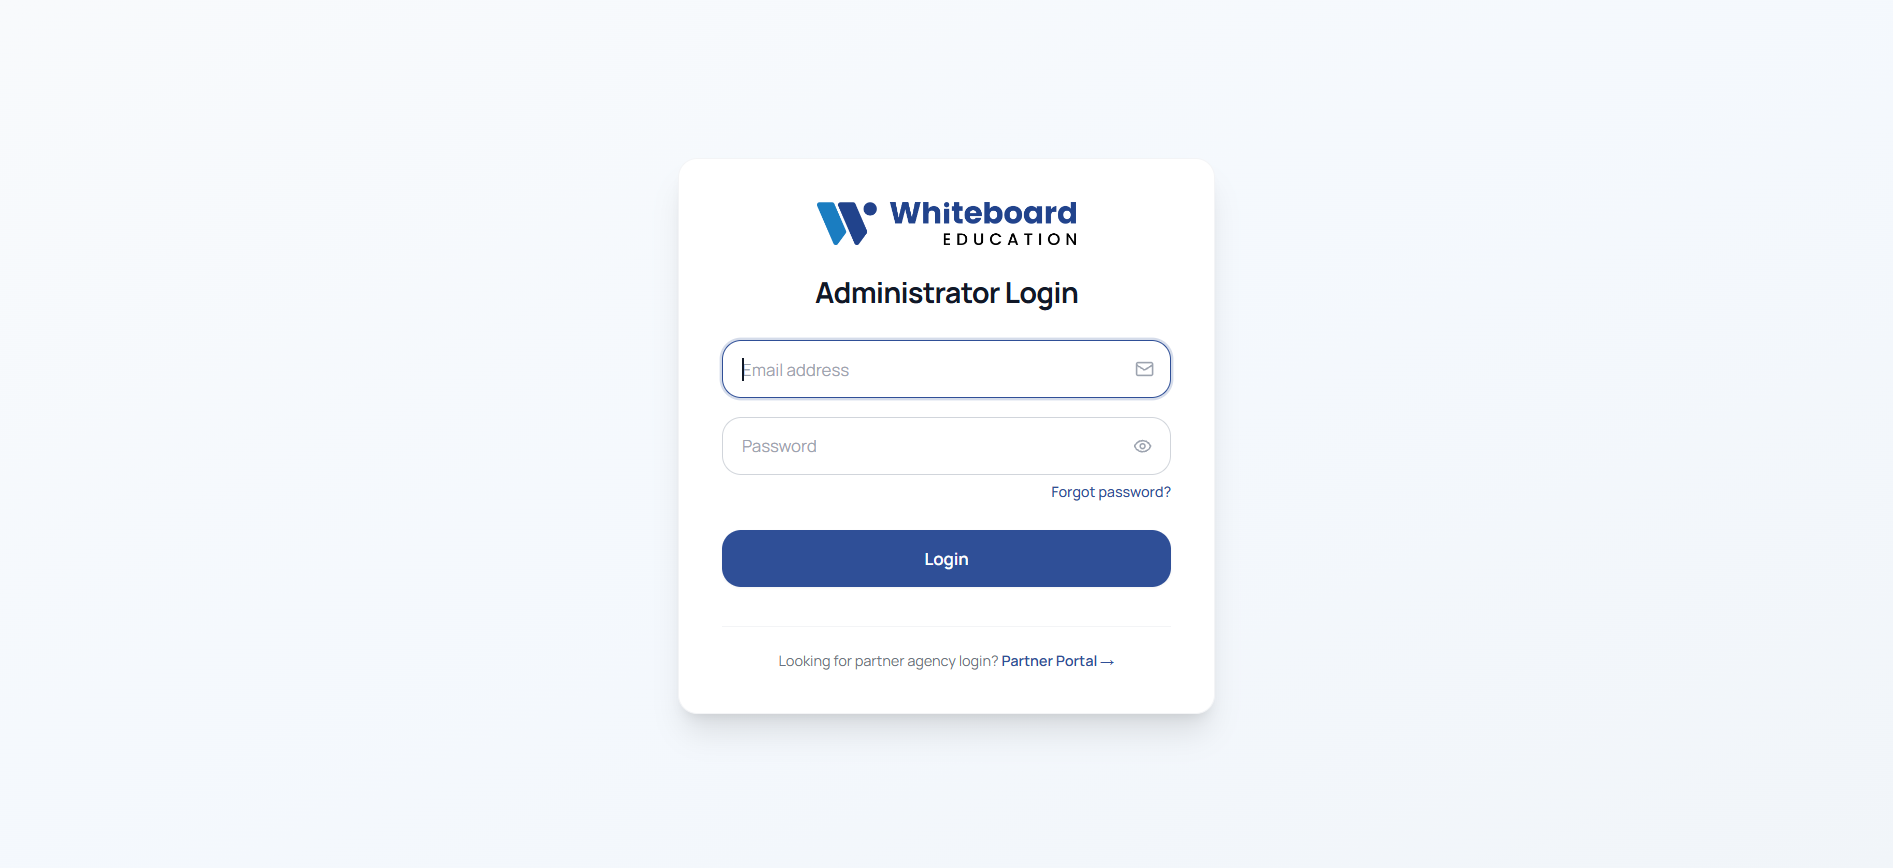 Whiteboard
EDUCATION
Administrator Login
Email address
Password
Forgot password?
Login
Looking for partner agency login? Partner Portal →